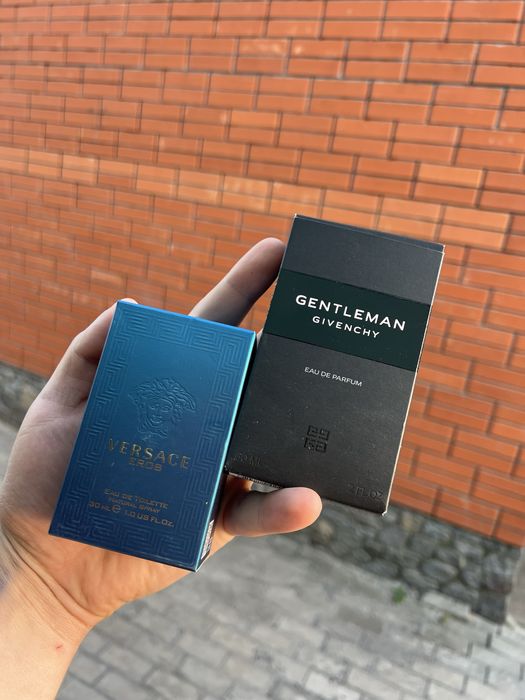 GENTLEMAN
GIVENCHY
EAU DE PARFUM
VERSACE
EROS
EAU DE TOILETTE
NATURAL SPRAY
30 ML e 1.0 US FL.OZ.